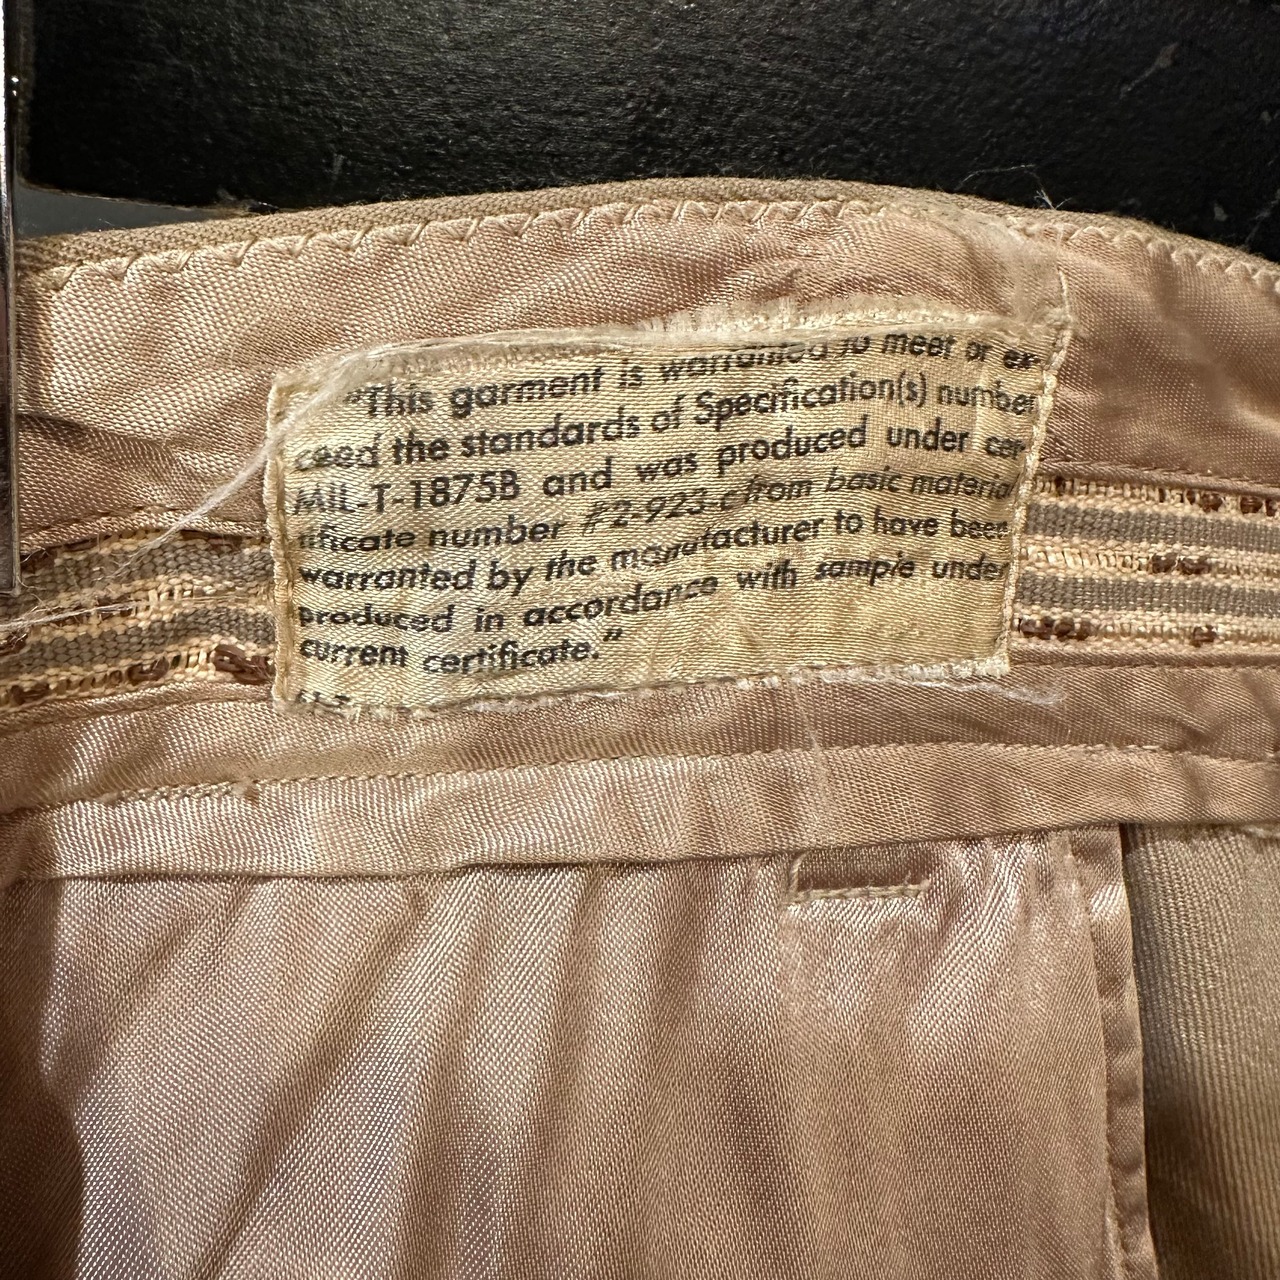 "This garment is warranted to meet or ex-
ceed the standards of Specification(s) number
MIL-T-1875B and was produced under cer-
tificate number #2-923-c from basic material
warranted by the manufacturer to have been
produced in accordance with sample under
current certificate."